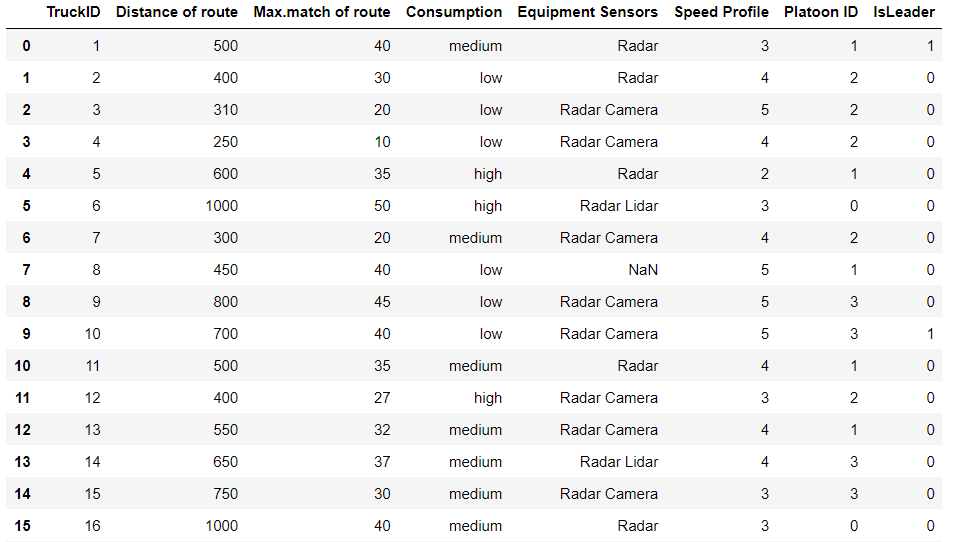 TruckID Distance of route Max.match of route Consumption Equipment Sensors Speed Profile Platoon ID IsLeader
0 1 500 40 medium Radar 3 1 1
1 2 400 30 low Radar 4 2 0
2 3 310 20 low Radar Camera 5 2 0
3 4 250 10 low Radar Camera 4 2 0
4 5 600 35 high Radar 2 1 0
5 6 1000 50 high Radar Lidar 3 0 0
6 7 300 20 medium Radar Camera 4 2 0
7 8 450 40 low NaN 5 1 0
8 9 800 45 low Radar Camera 5 3 0
9 10 700 40 low Radar Camera 5 3 1
10 11 500 35 medium Radar 4 1 0
11 12 400 27 high Radar Camera 3 2 0
12 13 550 32 medium Radar Camera 4 1 0
13 14 650 37 medium Radar Lidar 4 3 0
14 15 750 30 medium Radar Camera 3 3 0
15 16 1000 40 medium Radar 3 0 0